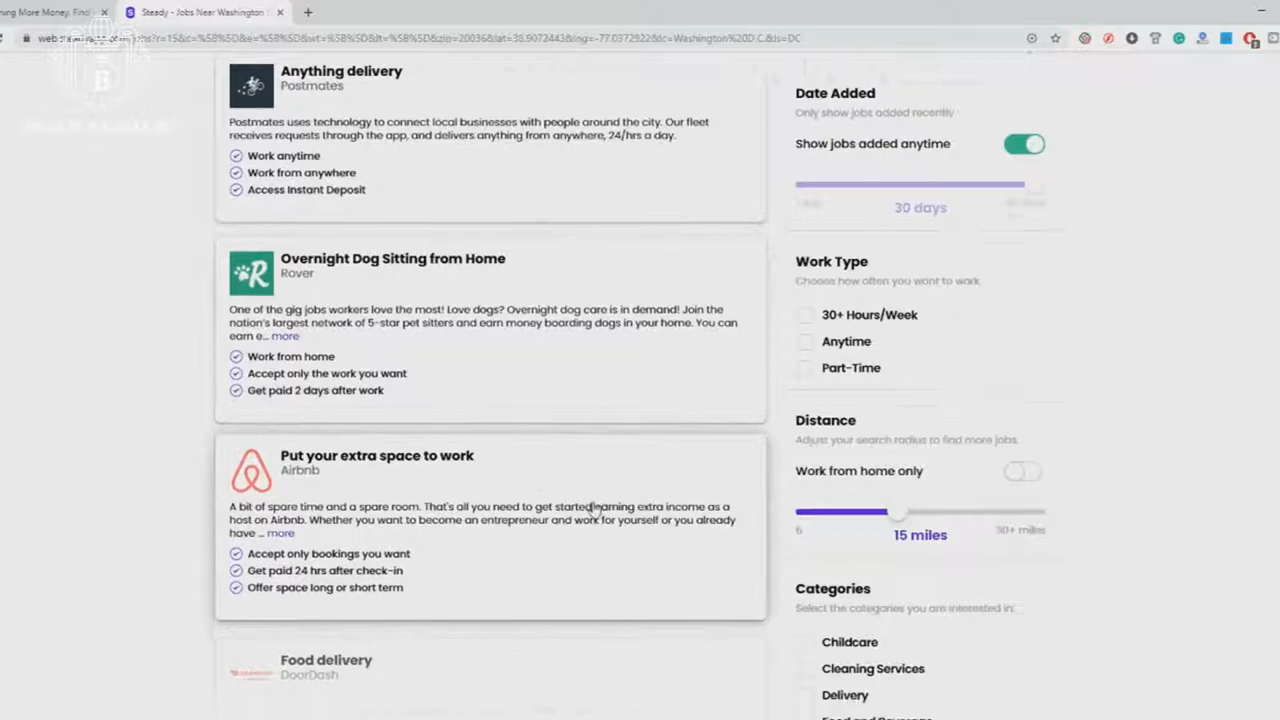 ning More Money. Find
Steady - Jobs Near Washington
Anything delivery
Postmates
Postmates uses technology to connect local businesses with people around the city. Our fleet
receives requests through the app, and delivers anything from anywhere, 24/hrs a day.
Work anytime
Work from anywhere
Access Instant Deposit
Overnight Dog Sitting from Home
Rover
One of the gig jobs workers love the most! Love dogs? Overnight dog care is in demand! Join the
nation's largest network of 5-star pet sitters and earn money boarding dogs in your home. You can
earn e... more
Work from home
Accept only the work you want
Get paid 2 days after work
Put your extra space to work
Airbnb
A bit of spare time and a spare room. That's all you need to get started earning extra income as a
host on Airbnb. Whether you want to become an entrepreneur and work for yourself or you already
have ... more
Accept only bookings you want
Get paid 24 hrs after check-in
Offer space long or short term
Food delivery
DoorDash
Date Added
Only show jobs added recently
Show jobs added anytime
30 days
Work Type
Choose how often you want to work.
30+ Hours/Week
Anytime
Part-Time
Distance
Adjust your search radius to find more jobs.
Work from home only
6
30+ miles
15 miles
Categories
Select the categories you are interested in:
Childcare
Cleaning Services
Delivery
Food and Beverage